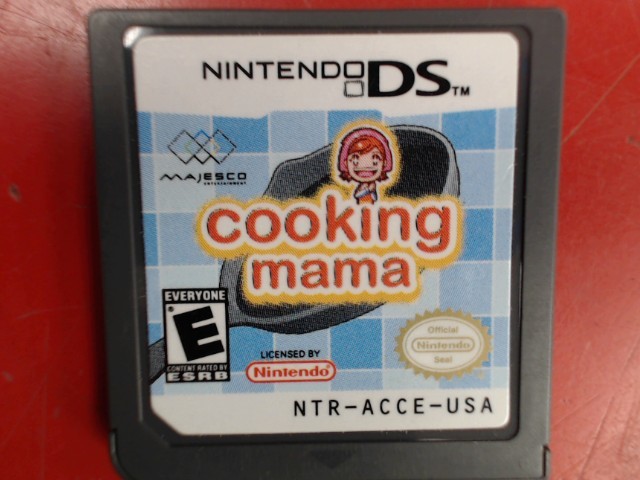 NINTENDO DS™
MAJESCO
ENTERTAINMENT
cooking
mama
EVERYONE
E
CONTENT RATED BY
ESRB
LICENSED BY
Nintendo
Official
Nintendo
Seal
NTR-ACCE-USA